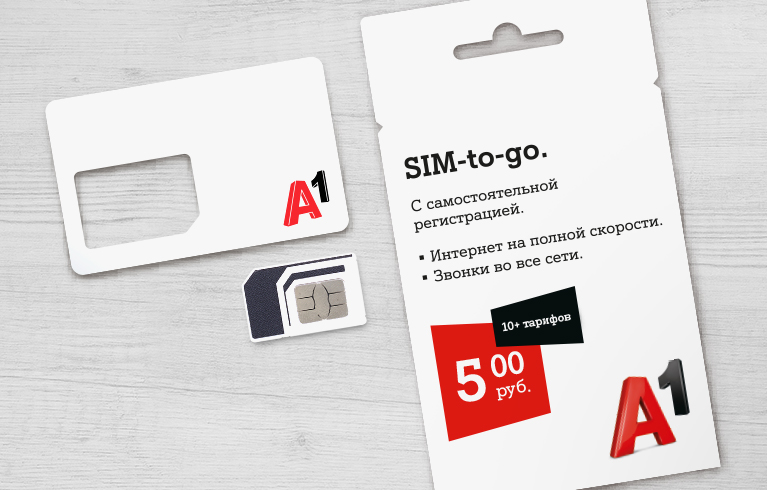 A1
SIM-to-go.
С самостоятельной
регистрацией.
▪ Интернет на полной скорости.
▪ Звонки во все сети.
10+ тарифов
5 00
руб.
A1